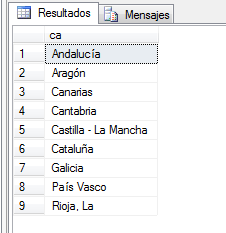 Resultados Mensajes
ca
1 Andalucía
2 Aragón
3 Canarias
4 Cantabria
5 Castilla - La Mancha
6 Cataluña
7 Galicia
8 País Vasco
9 Rioja, La